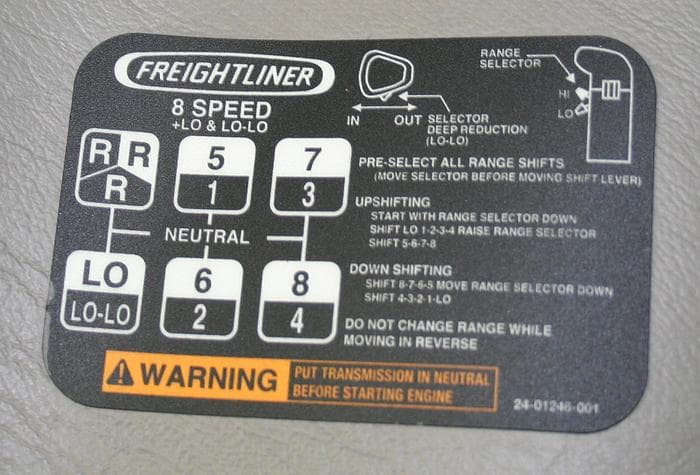 FREIGHTLINER
8 SPEED
+LO & LO-LO
IN OUT
SELECTOR
DEEP REDUCTION
(LO-LO)
RANGE
SELECTOR
HI
LO
R R
R
5
1
7
3
NEUTRAL
LO
LO-LO
6
2
8
4
PRE-SELECT ALL RANGE SHIFTS
(MOVE SELECTOR BEFORE MOVING SHIFT LEVER)
UPSHIFTING
START WITH RANGE SELECTOR DOWN
SHIFT LO 1-2-3-4 RAISE RANGE SELECTOR
SHIFT 5-6-7-8
DOWN SHIFTING
SHIFT 8-7-6-5 MOVE RANGE SELECTOR DOWN
SHIFT 4-3-2-1-LO
DO NOT CHANGE RANGE WHILE
MOVING IN REVERSE
WARNING
PUT TRANSMISSION IN NEUTRAL
BEFORE STARTING ENGINE
24-01246-001